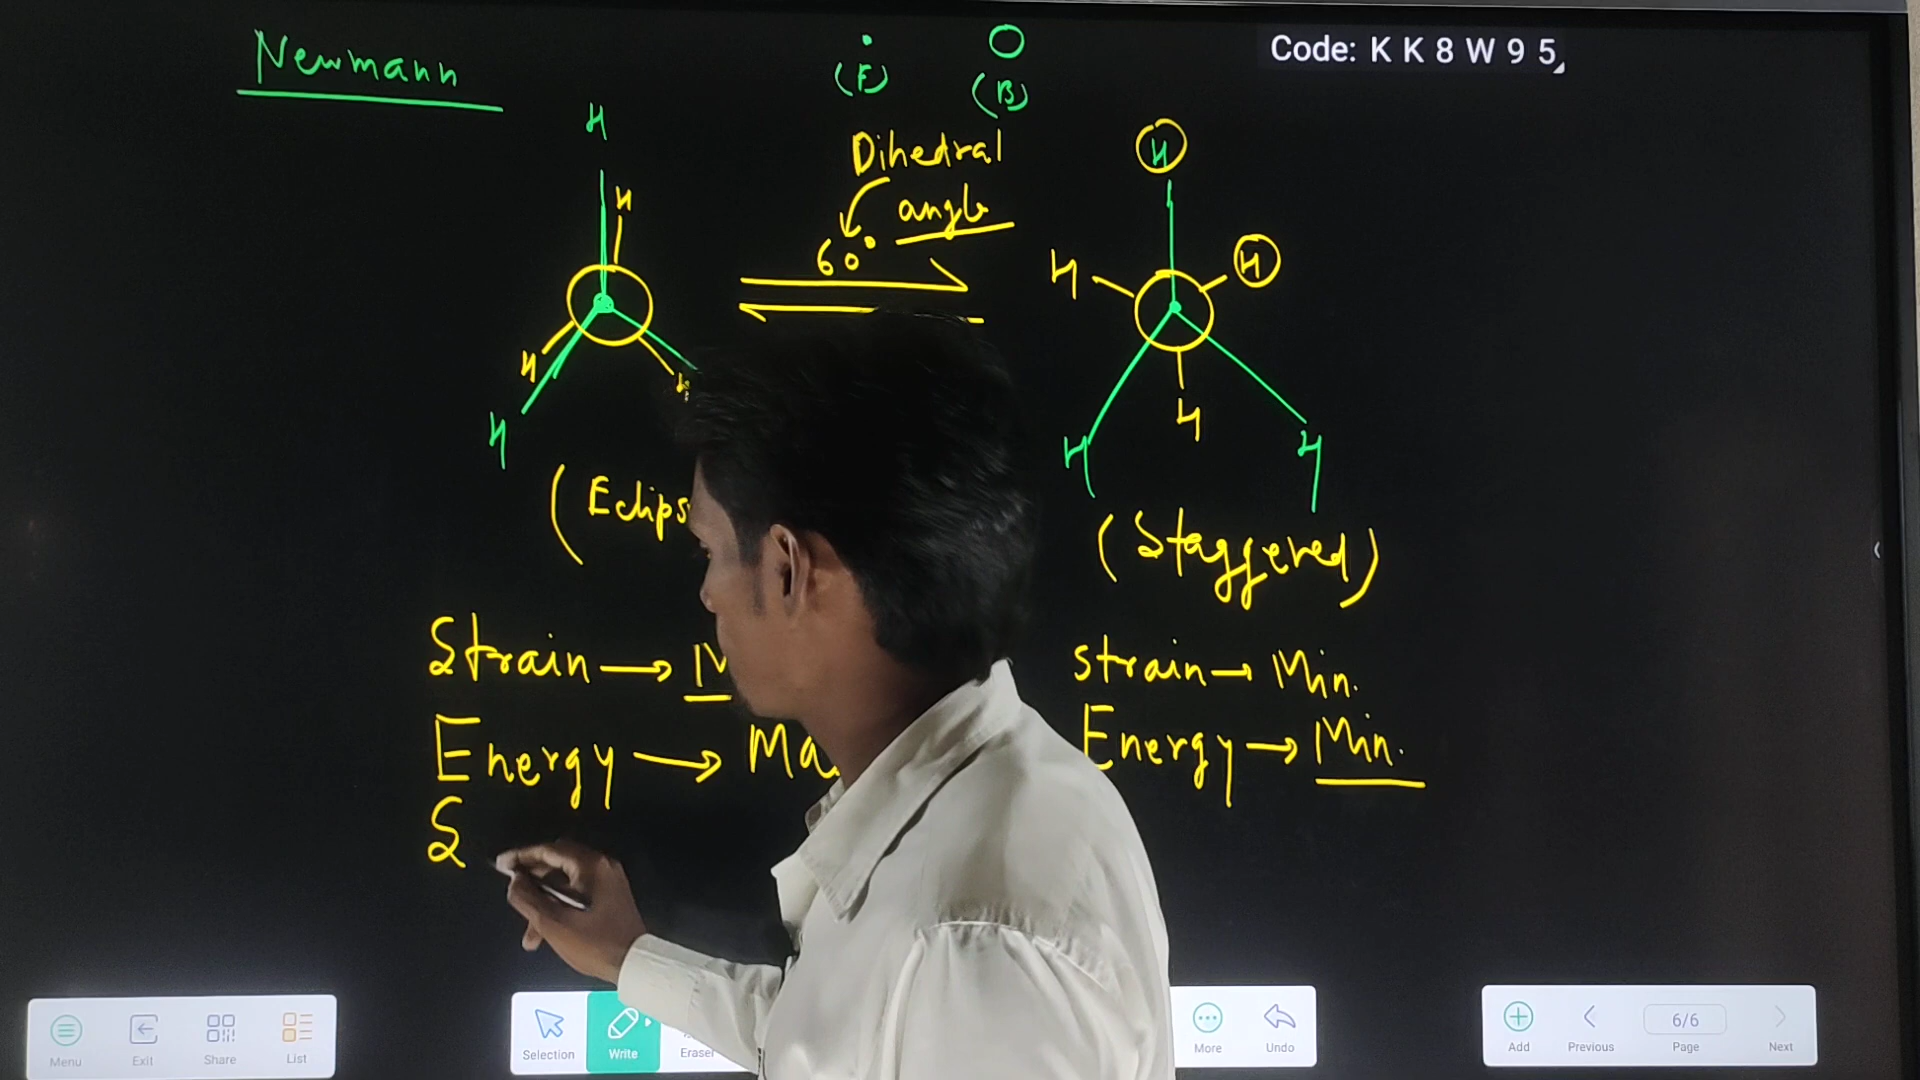 Newmann
(F) (B)
Code: K K 8 W 9 5
Dihedral
angle
60°
H
H
H
H
H
H
H
H
H
H
(Staggered)
Strain → strain → Min.
Energy → Energy → Min.
S
Menu Exit Share List Selection Write Eraser More Undo Add Previous Page Next
6/6